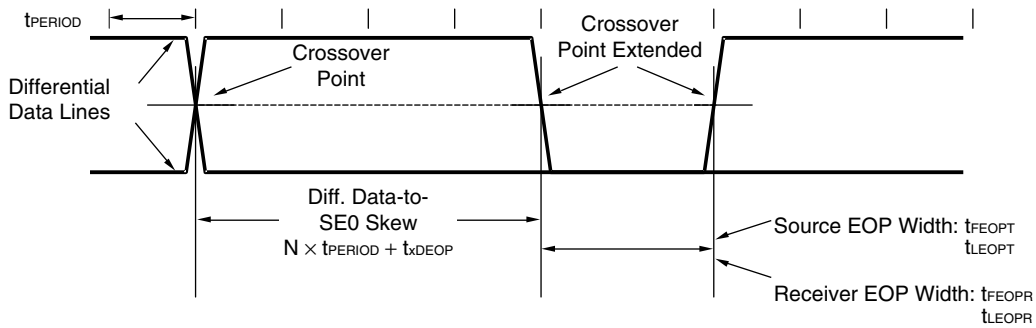 tPERIOD
Differential
Data Lines
Crossover
Point
Crossover
Point Extended
Diff. Data-to-
SE0 Skew
N × tPERIOD + txDEOP
Source EOP Width: tFEOPT
tLEOPT
Receiver EOP Width: tFEOPR
tLEOPR